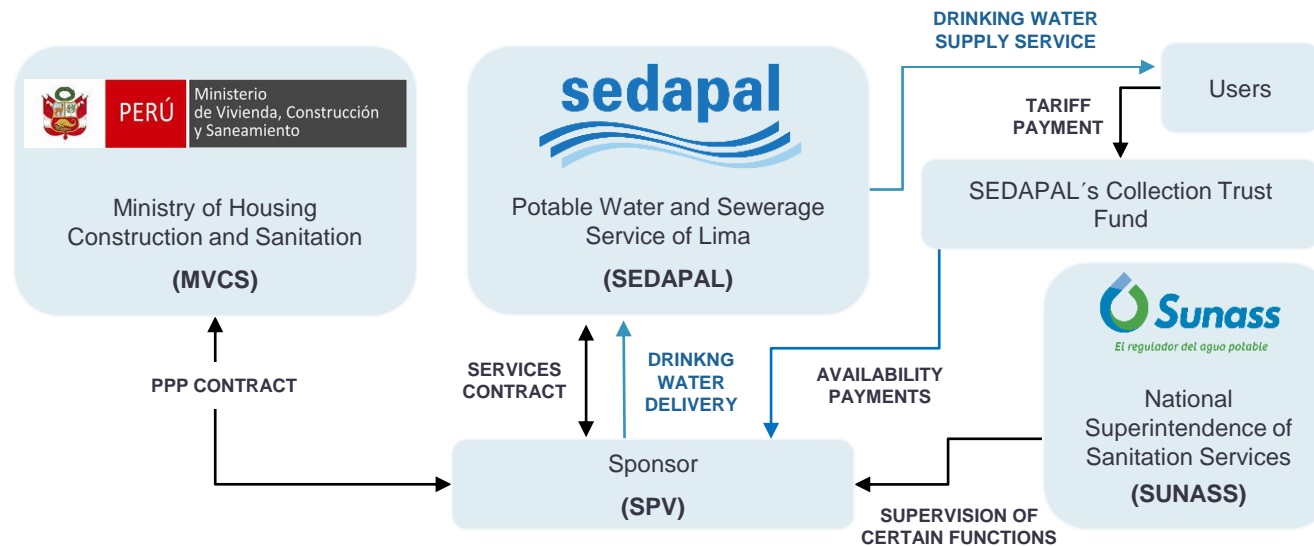 PERÚ
Ministerio
de Vivienda, Construcción
y Saneamiento
Ministry of Housing
Construction and Sanitation
(MVCS)
sedapal
Potable Water and Sewerage
Service of Lima
(SEDAPAL)
DRINKING WATER
SUPPLY SERVICE
Users
TARIFF
PAYMENT
SEDAPAL´s Collection Trust
Fund
Sunass
El regulador del agua potable
National
Superintendence of
Sanitation Services
(SUNASS)
PPP CONTRACT
SERVICES
CONTRACT
DRINKNG
WATER
DELIVERY
AVAILABILITY
PAYMENTS
Sponsor
(SPV)
SUPERVISION OF
CERTAIN FUNCTIONS